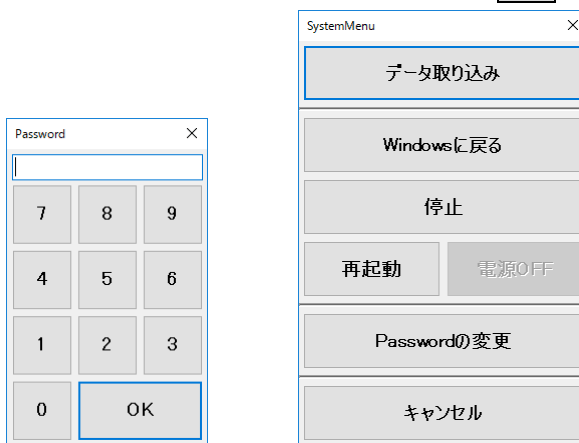 Password
7 8 9
4 5 6
1 2 3
0 OK
SystemMenu
データ取り込み
Windowsに戻る
停止
再起動 電源OFF
Passwordの変更
キャンセル